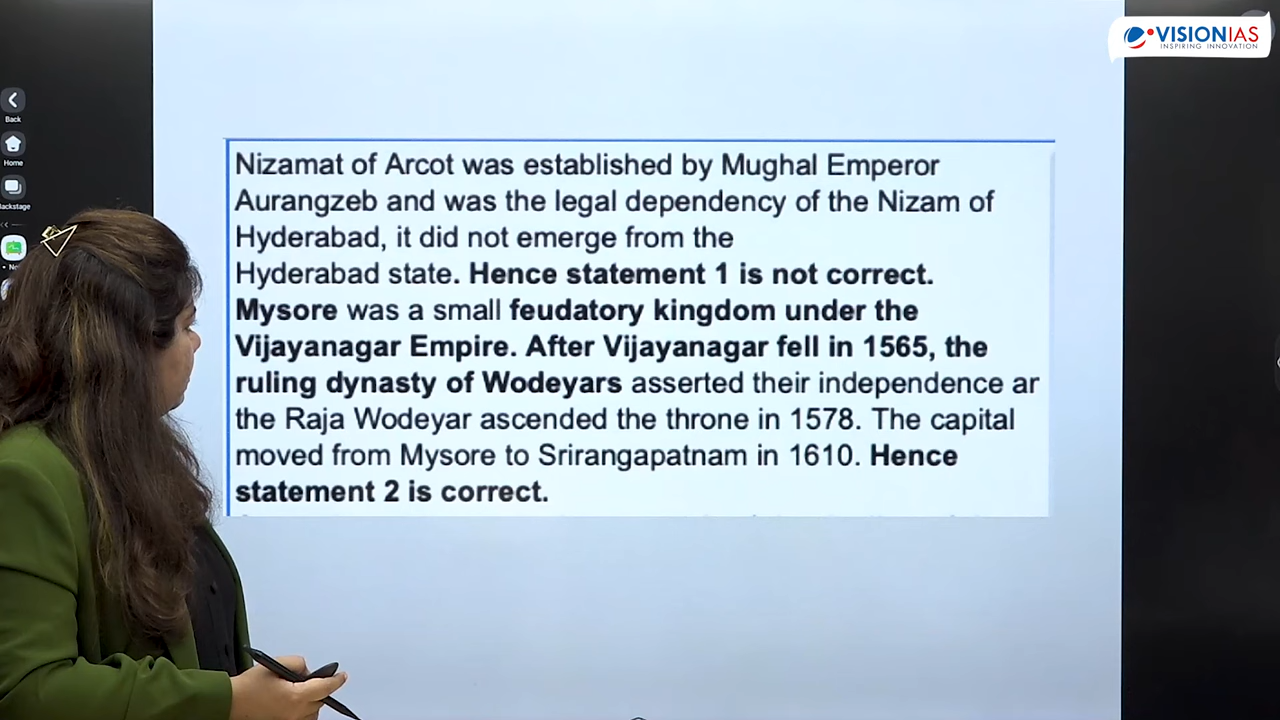 VISIONIAS
INSPIRING INNOVATION
Back
Home
Backstage
Nizamat of Arcot was established by Mughal Emperor
Aurangzeb and was the legal dependency of the Nizam of
Hyderabad, it did not emerge from the
Hyderabad state. Hence statement 1 is not correct.
Mysore was a small feudatory kingdom under the
Vijayanagar Empire. After Vijayanagar fell in 1565, the
ruling dynasty of Wodeyars asserted their independence ar
the Raja Wodeyar ascended the throne in 1578. The capital
moved from Mysore to Srirangapatnam in 1610. Hence
statement 2 is correct.